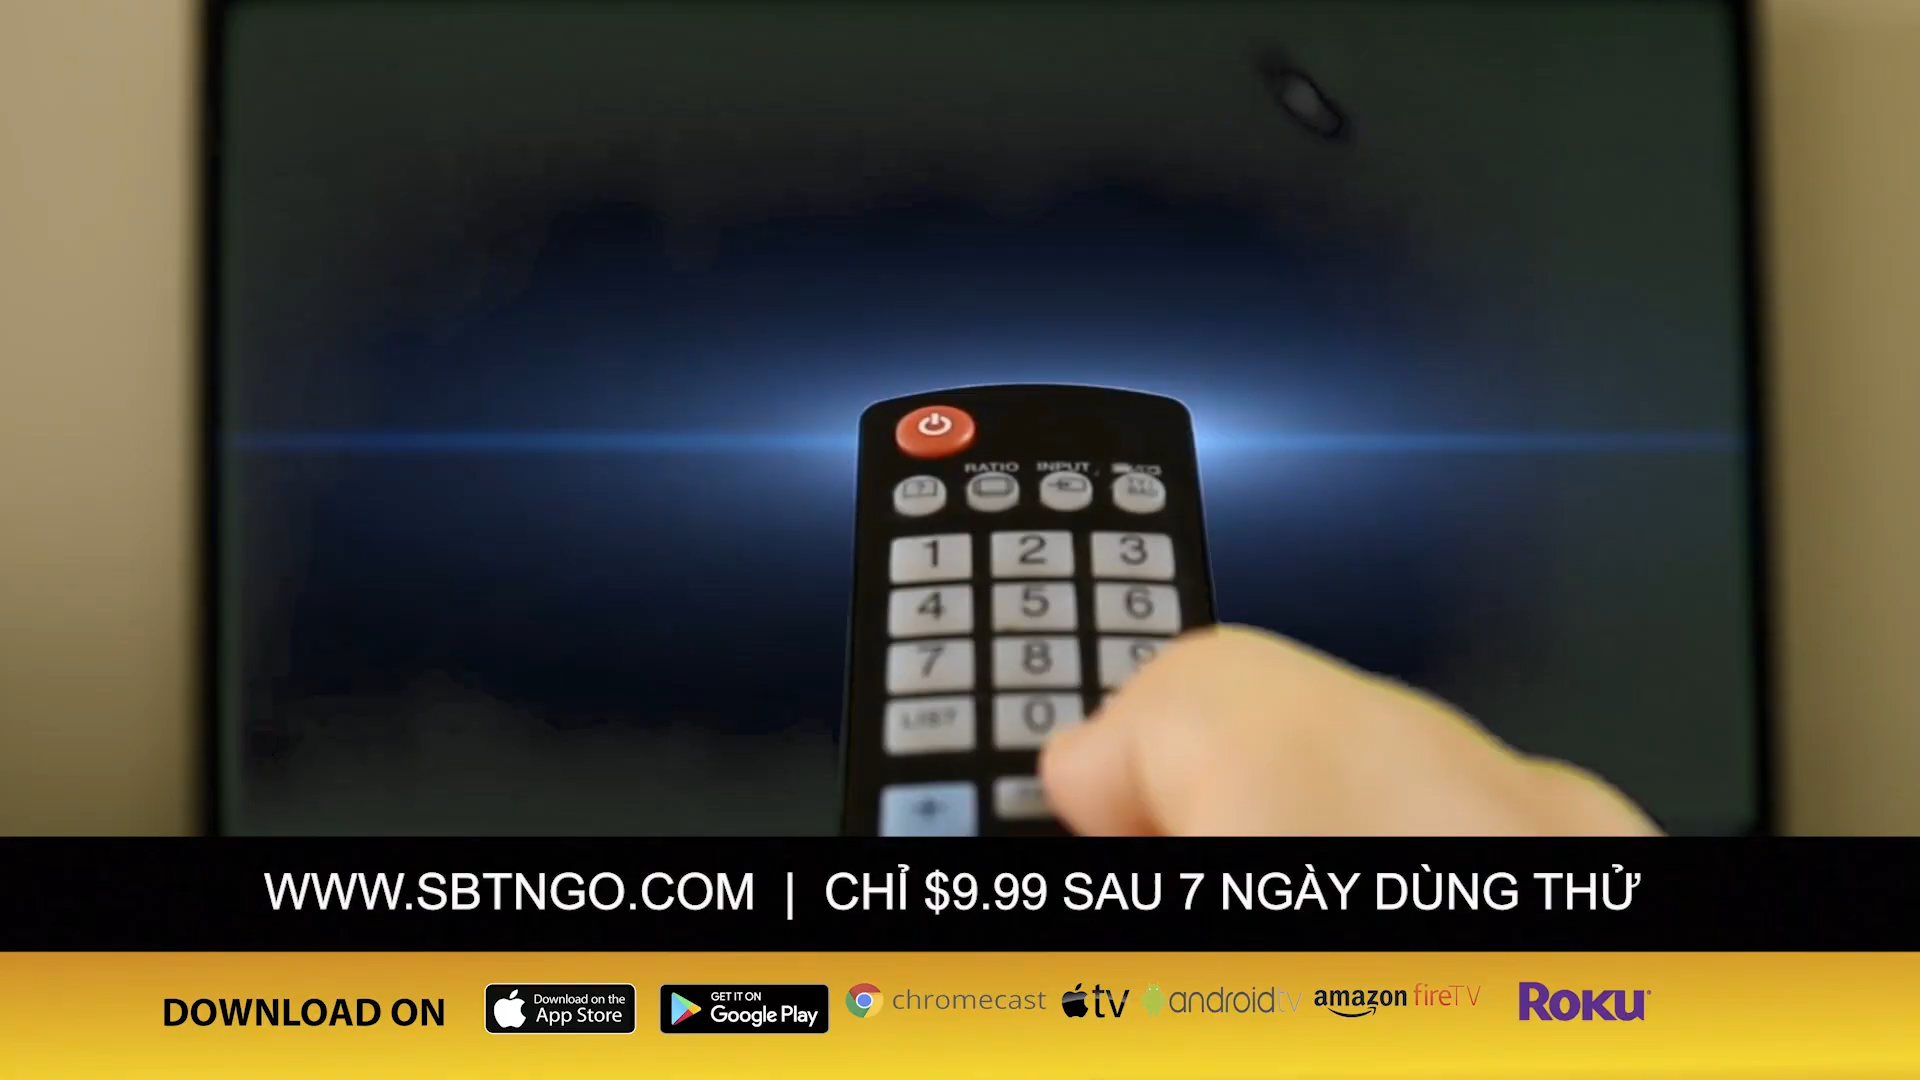 RATIO INPUT
1 2 3
4 5 6
7 8 9
LIST 0
WWW.SBTNGO.COM | CHỈ $9.99 SAU 7 NGÀY DÙNG THỬ
DOWNLOAD ON
Download on the
App Store
GET IT ON
Google Play
chromecast
tv
androidtv
amazon fireTV
ROKU